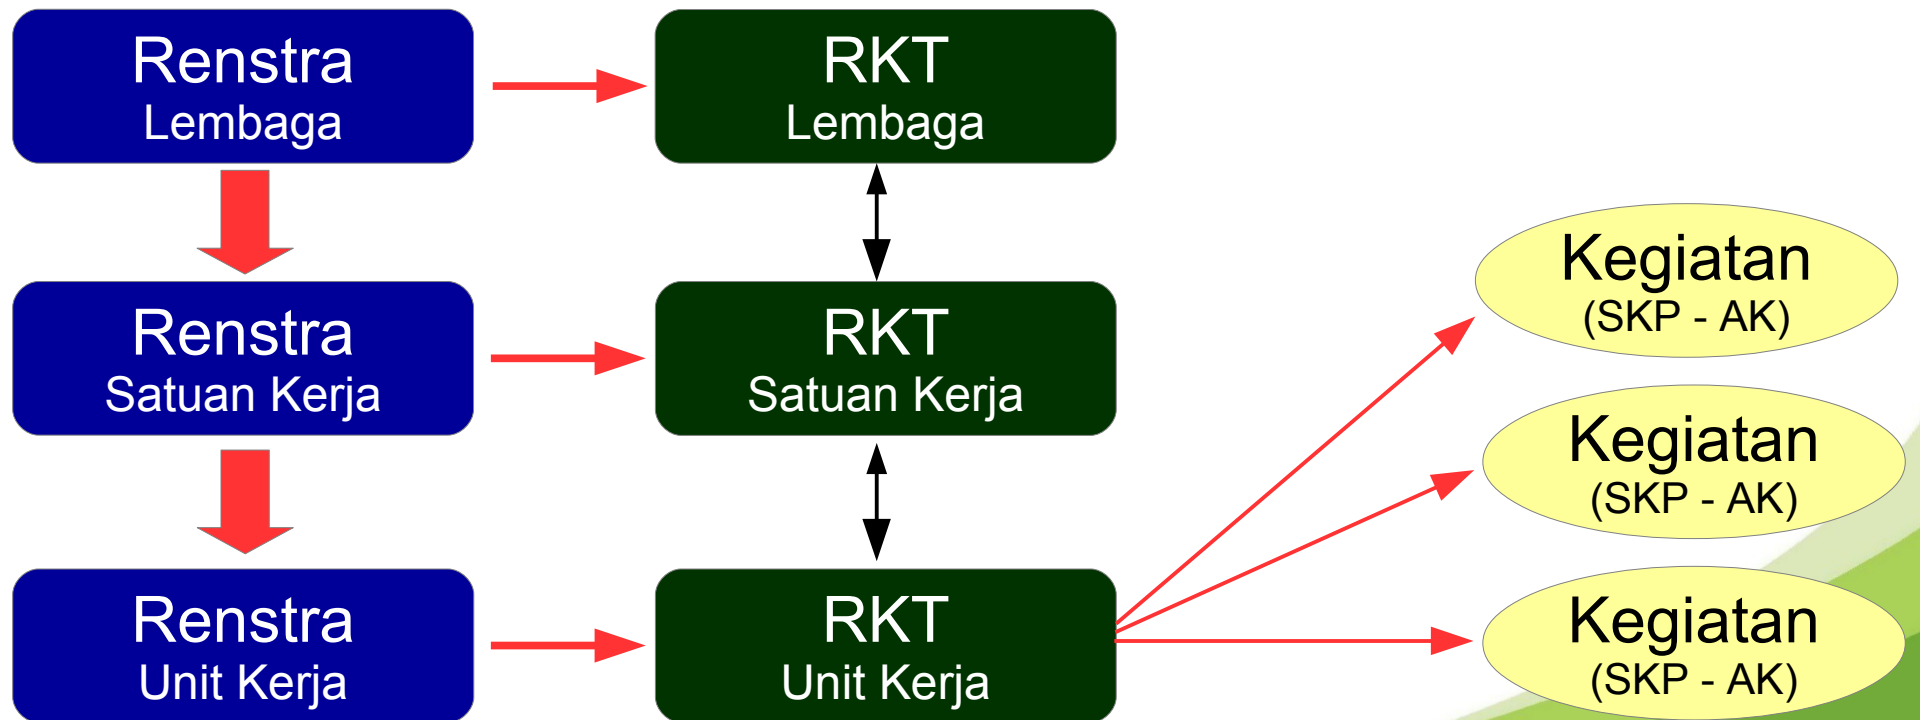 Renstra
Lembaga
RKT
Lembaga
Renstra
Satuan Kerja
RKT
Satuan Kerja
Renstra
Unit Kerja
RKT
Unit Kerja
Kegiatan
(SKP - AK)
Kegiatan
(SKP - AK)
Kegiatan
(SKP - AK)